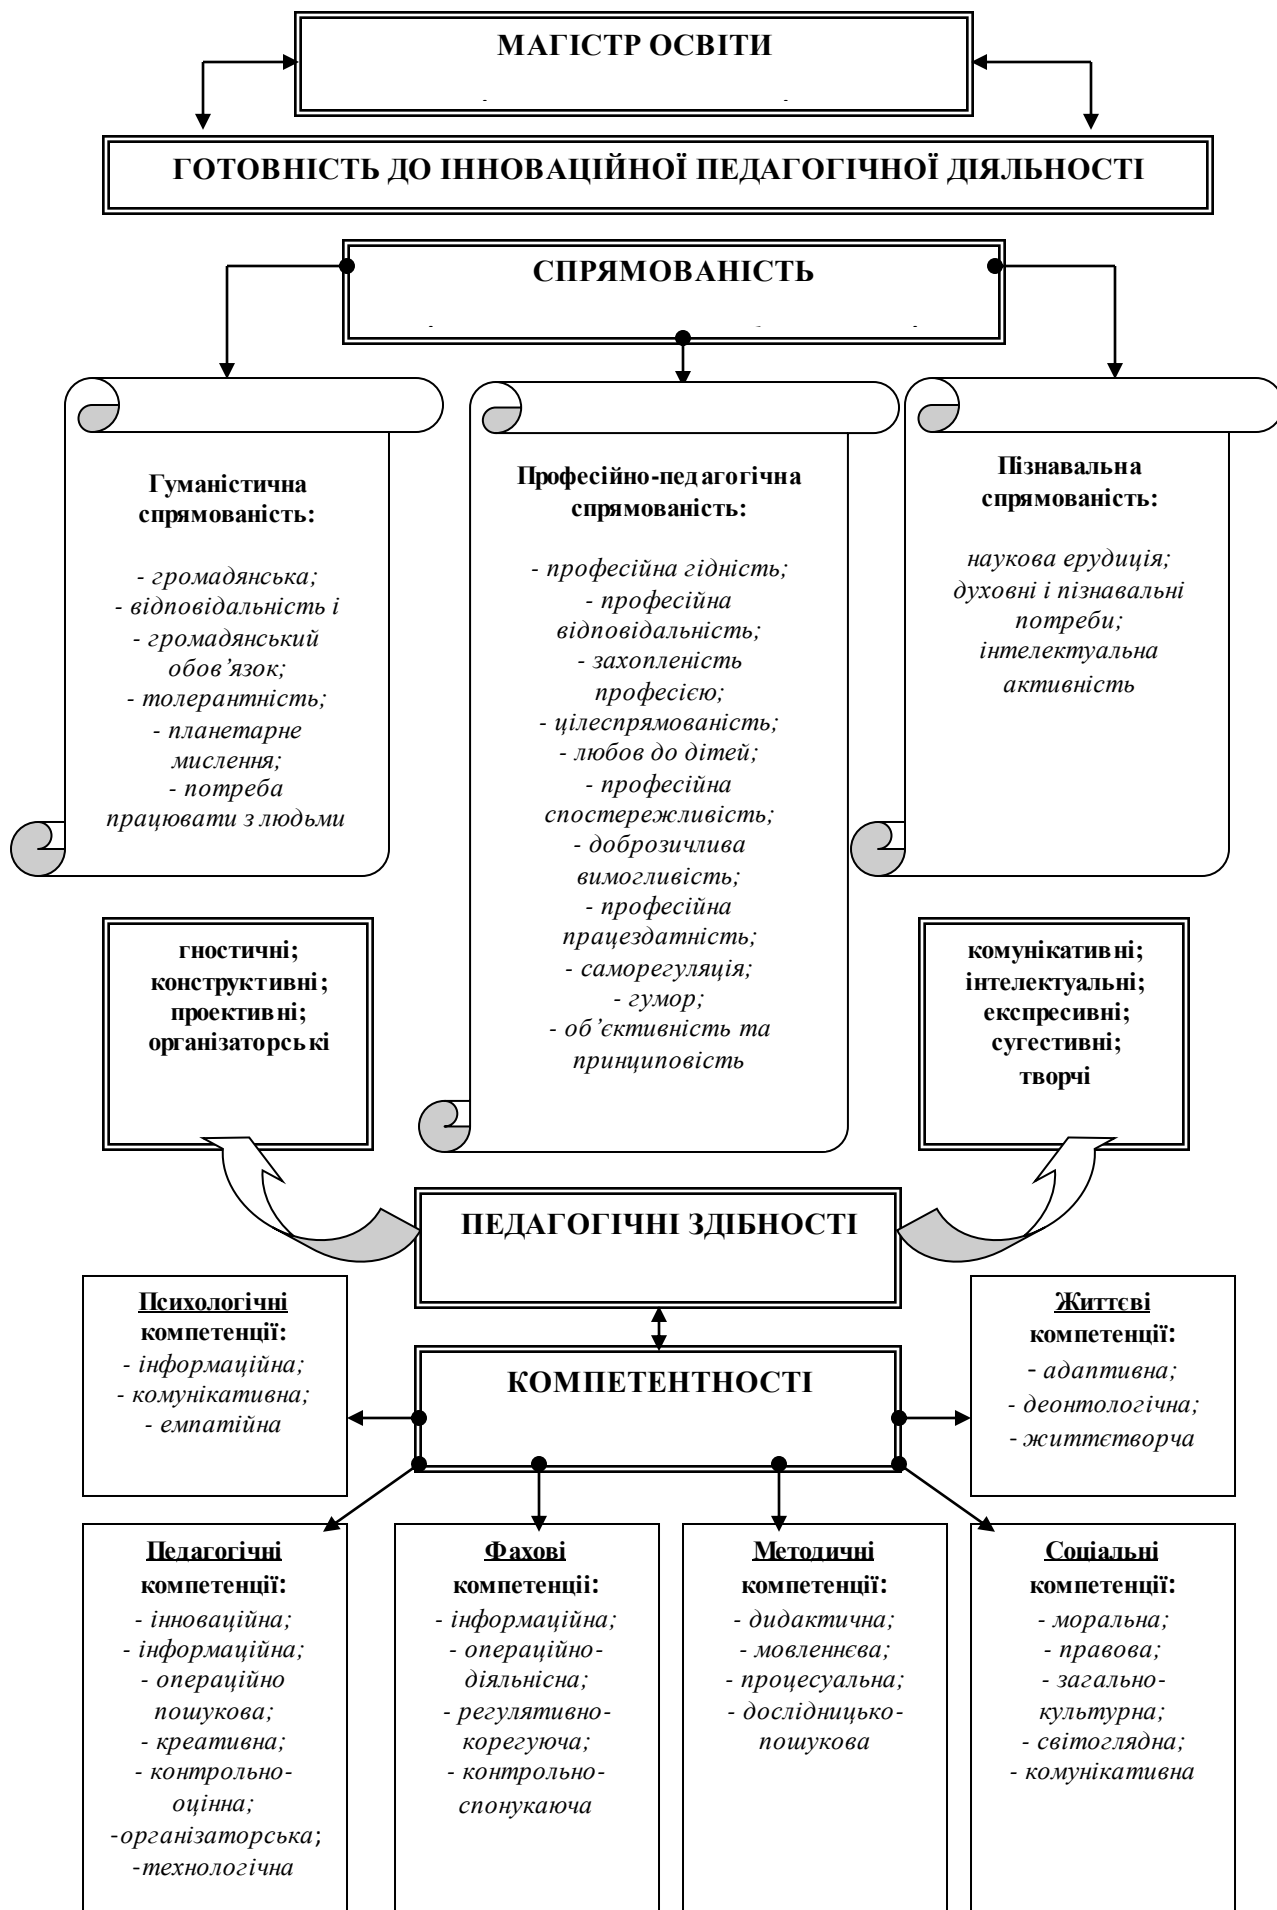 МАГІСТР ОСВІТИ
ГОТОВНІСТЬ ДО ІННОВАЦІЙНОЇ ПЕДАГОГІЧНОЇ ДІЯЛЬНОСТІ
СПРЯМОВАНІСТЬ
Гуманістична
спрямованість:
- громадянська;
- відповідальність і
- громадянський
обов’язок;
- толерантність;
- планетарне
мислення;
- потреба
працювати з людьми
Професійно-педагогічна
спрямованість:
- професійна гідність;
- професійна
відповідальність;
- захопленість
професією;
- цілеспрямованість;
- любов до дітей;
- професійна
спостережливість;
- доброзичлива
вимогливість;
- професійна
працездатність;
- саморегуляція;
- гумор;
- об’єктивність та
принциповість
Пізнавальна
спрямованість:
наукова ерудиція;
духовні і пізнавальні
потреби;
інтелектуальна
активність
гностичні;
конструктивні;
проективні;
організаторські
комунікативні;
інтелектуальні;
експресивні;
сугестивні;
творчі
ПЕДАГОГІЧНІ ЗДІБНОСТІ
Психологічні
компетенції:
- інформаційна;
- комунікативна;
- емпатійна
КОМПЕТЕНТНОСТІ
Життєві
компетенції:
- адаптивна;
- деонтологічна;
- життєтворча
Педагогічні
компетенції:
- інноваційна;
- інформаційна;
- операційно
пошукова;
- креативна;
- контрольно-
оцінна;
-організаторська;
-технологічна
Фахові
компетенціі:
- інформаційна;
- операційно-
діяльнісна;
- регулятивно-
корегуюча;
- контрольно-
спонукаюча
Методичні
компетенції:
- дидактична;
- мовленнєва;
- процесуальна;
- дослідницько-
пошукова
Соціальні
компетенції:
- моральна;
- правова;
- загально-
культурна;
- світоглядна;
- комунікативна